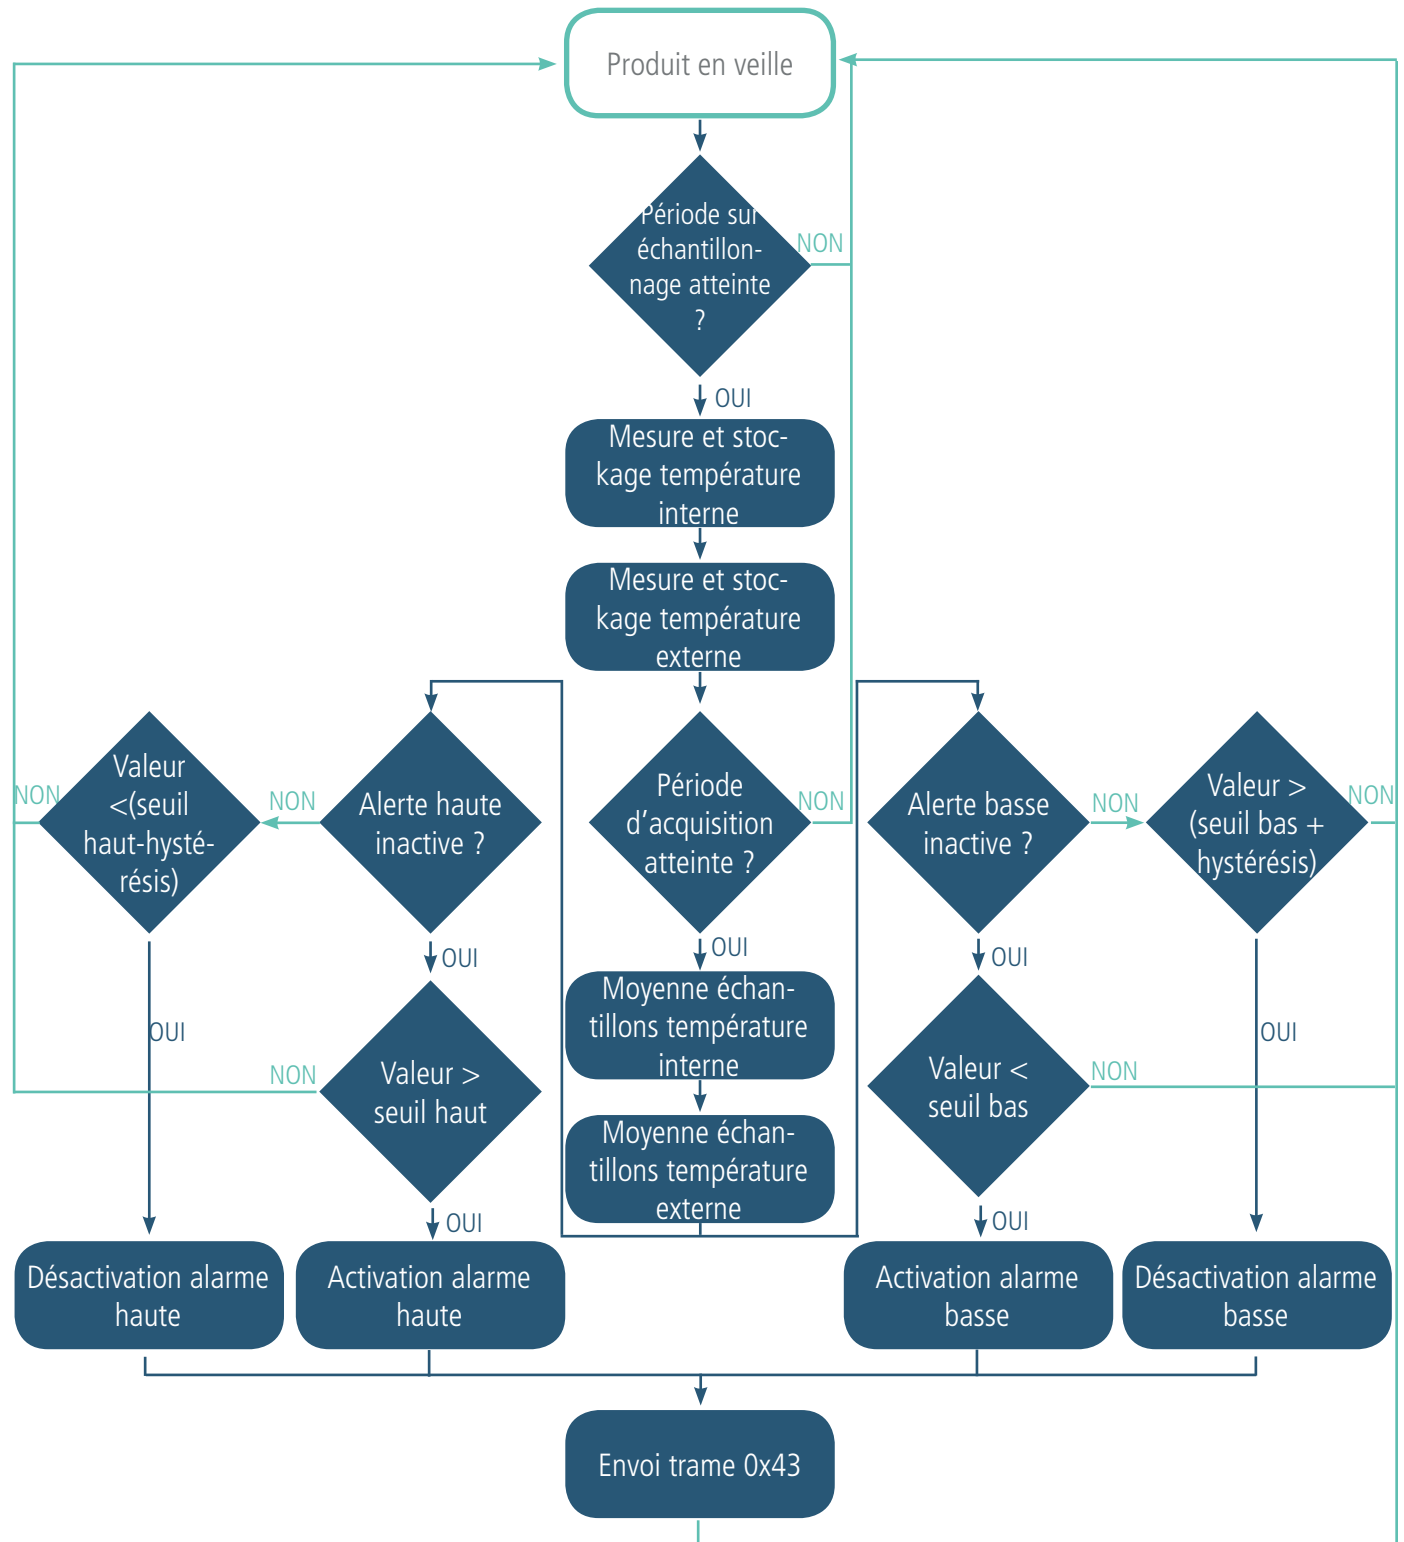 Produit en veille
Période sur
échantillon-
nage atteinte
?
NON
OUI
Mesure et stoc-
kage température
interne
Mesure et stoc-
kage température
externe
Valeur
<(seuil
haut-hysté-
résis)
NON
NON
Alerte haute
inactive ?
Période
d'acquisition
atteinte ?
NON
Alerte basse
inactive ?
NON
Valeur >
(seuil bas +
hystérésis)
NON
OUI
OUI
OUI
Moyenne échan-
tillons température
interne
OUI
OUI
NON
Valeur >
seuil haut
Valeur <
seuil bas
NON
Moyenne échan-
tillons température
externe
OUI
OUI
Désactivation alarme
haute
Activation alarme
haute
Activation alarme
basse
Désactivation alarme
basse
Envoi trame 0x43